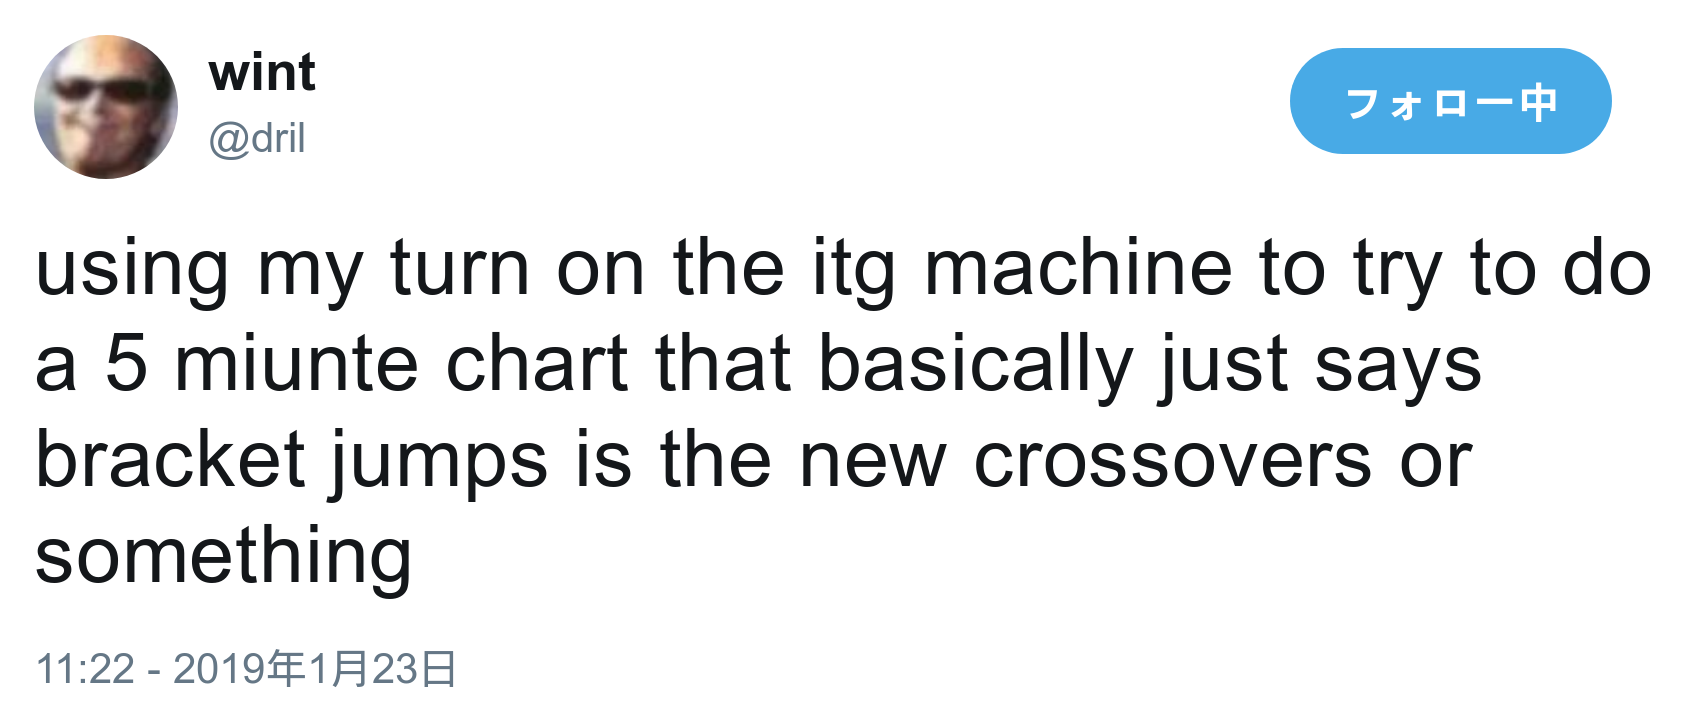 wint
@dril
フォロー中
using my turn on the itg machine to try to do
a 5 miunte chart that basically just says
bracket jumps is the new crossovers or
something
11:22 - 2019年1月23日